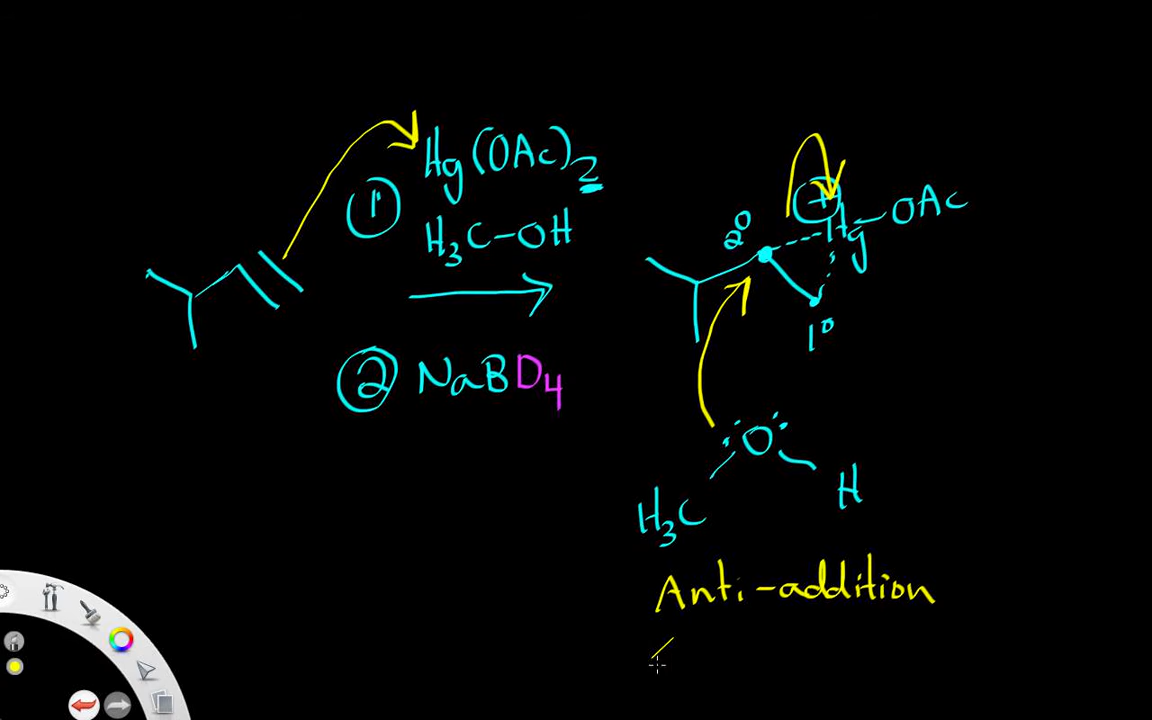 ① Hg(OAc)₂
H₃C-OH
② NaBD₄
2°
⊕
Hg-OAc
1°
:Ö:
H₃C
H
Anti-addition